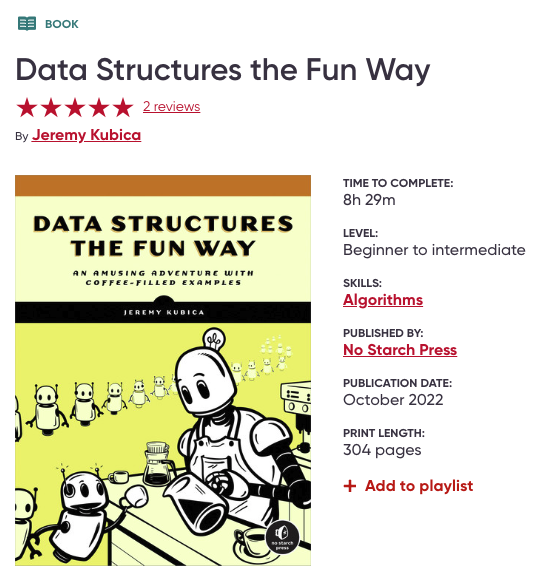 BOOK
Data Structures the Fun Way
2 reviews
By Jeremy Kubica
DATA STRUCTURES
THE FUN WAY
AN AMUSING ADVENTURE WITH
COFFEE-FILLED EXAMPLES
JEREMY KUBICA
no starch
press
TIME TO COMPLETE:
8h 29m
LEVEL:
Beginner to intermediate
SKILLS:
Algorithms
PUBLISHED BY:
No Starch Press
PUBLICATION DATE:
October 2022
PRINT LENGTH:
304 pages
+ Add to playlist